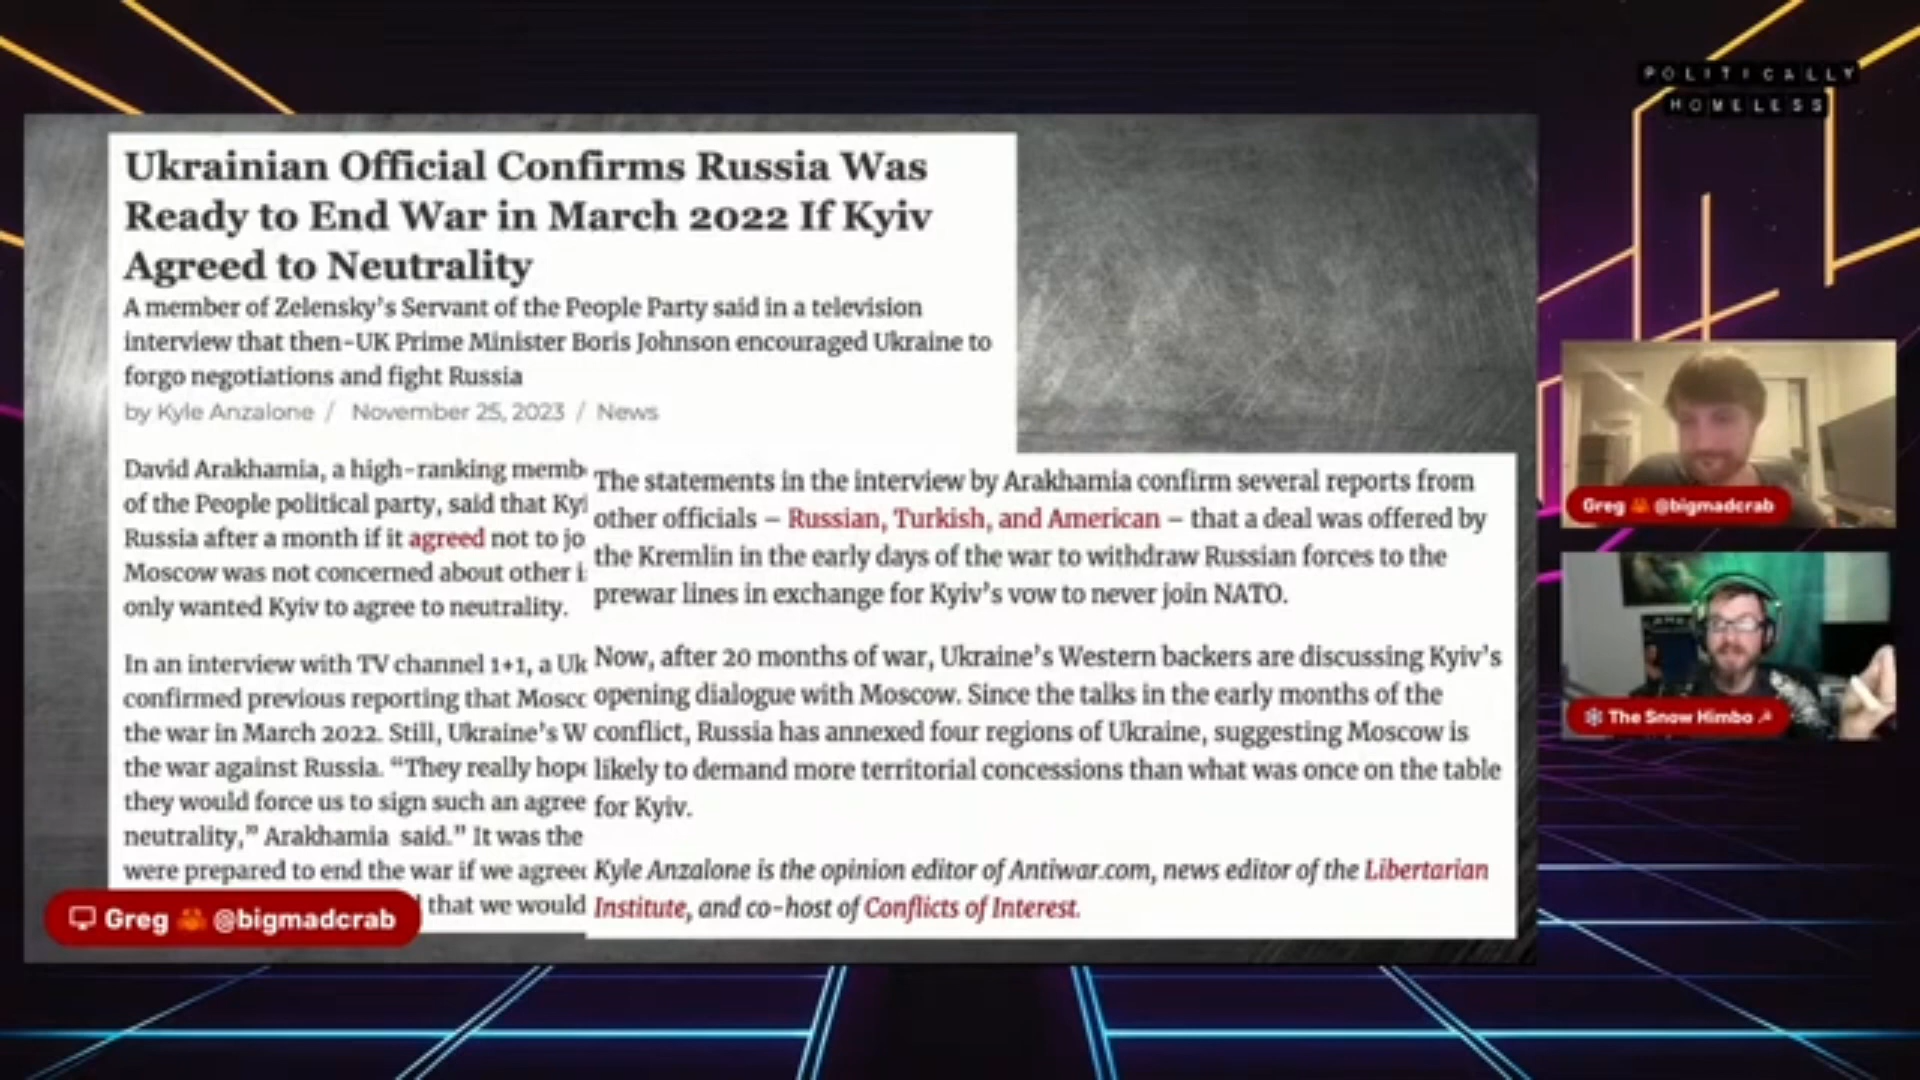 POLITICALLY
HOMELESS
Ukrainian Official Confirms Russia Was
Ready to End War in March 2022 If Kyiv
Agreed to Neutrality
A member of Zelensky's Servant of the People Party said in a television
interview that then-UK Prime Minister Boris Johnson encouraged Ukraine to
forgo negotiations and fight Russia
by Kyle Anzalone / November 25, 2023 / News
David Arakhamia, a high-ranking memb
of the People political party, said that Kyi
Russia after a month if it agreed not to jo
Moscow was not concerned about other i
only wanted Kyiv to agree to neutrality.
In an interview with TV channel 1+1, a Uk
confirmed previous reporting that Mosc
the war in March 2022. Still, Ukraine's W
the war against Russia. “They really hope
they would force us to sign such an agree
neutrality,” Arakhamia said.” It was the
were prepared to end the war if we agree
that we would
The statements in the interview by Arakhamia confirm several reports from
other officials – Russian, Turkish, and American – that a deal was offered by
the Kremlin in the early days of the war to withdraw Russian forces to the
prewar lines in exchange for Kyiv's vow to never join NATO.
Now, after 20 months of war, Ukraine's Western backers are discussing Kyiv's
opening dialogue with Moscow. Since the talks in the early months of the
conflict, Russia has annexed four regions of Ukraine, suggesting Moscow is
likely to demand more territorial concessions than what was once on the table
for Kyiv.
Kyle Anzalone is the opinion editor of Antiwar.com, news editor of the Libertarian
Institute, and co-host of Conflicts of Interest.
Greg 🦀 @bigmadcrab
Greg 🦀 @bigmadcrab
❄ The Snow Himbo ☭